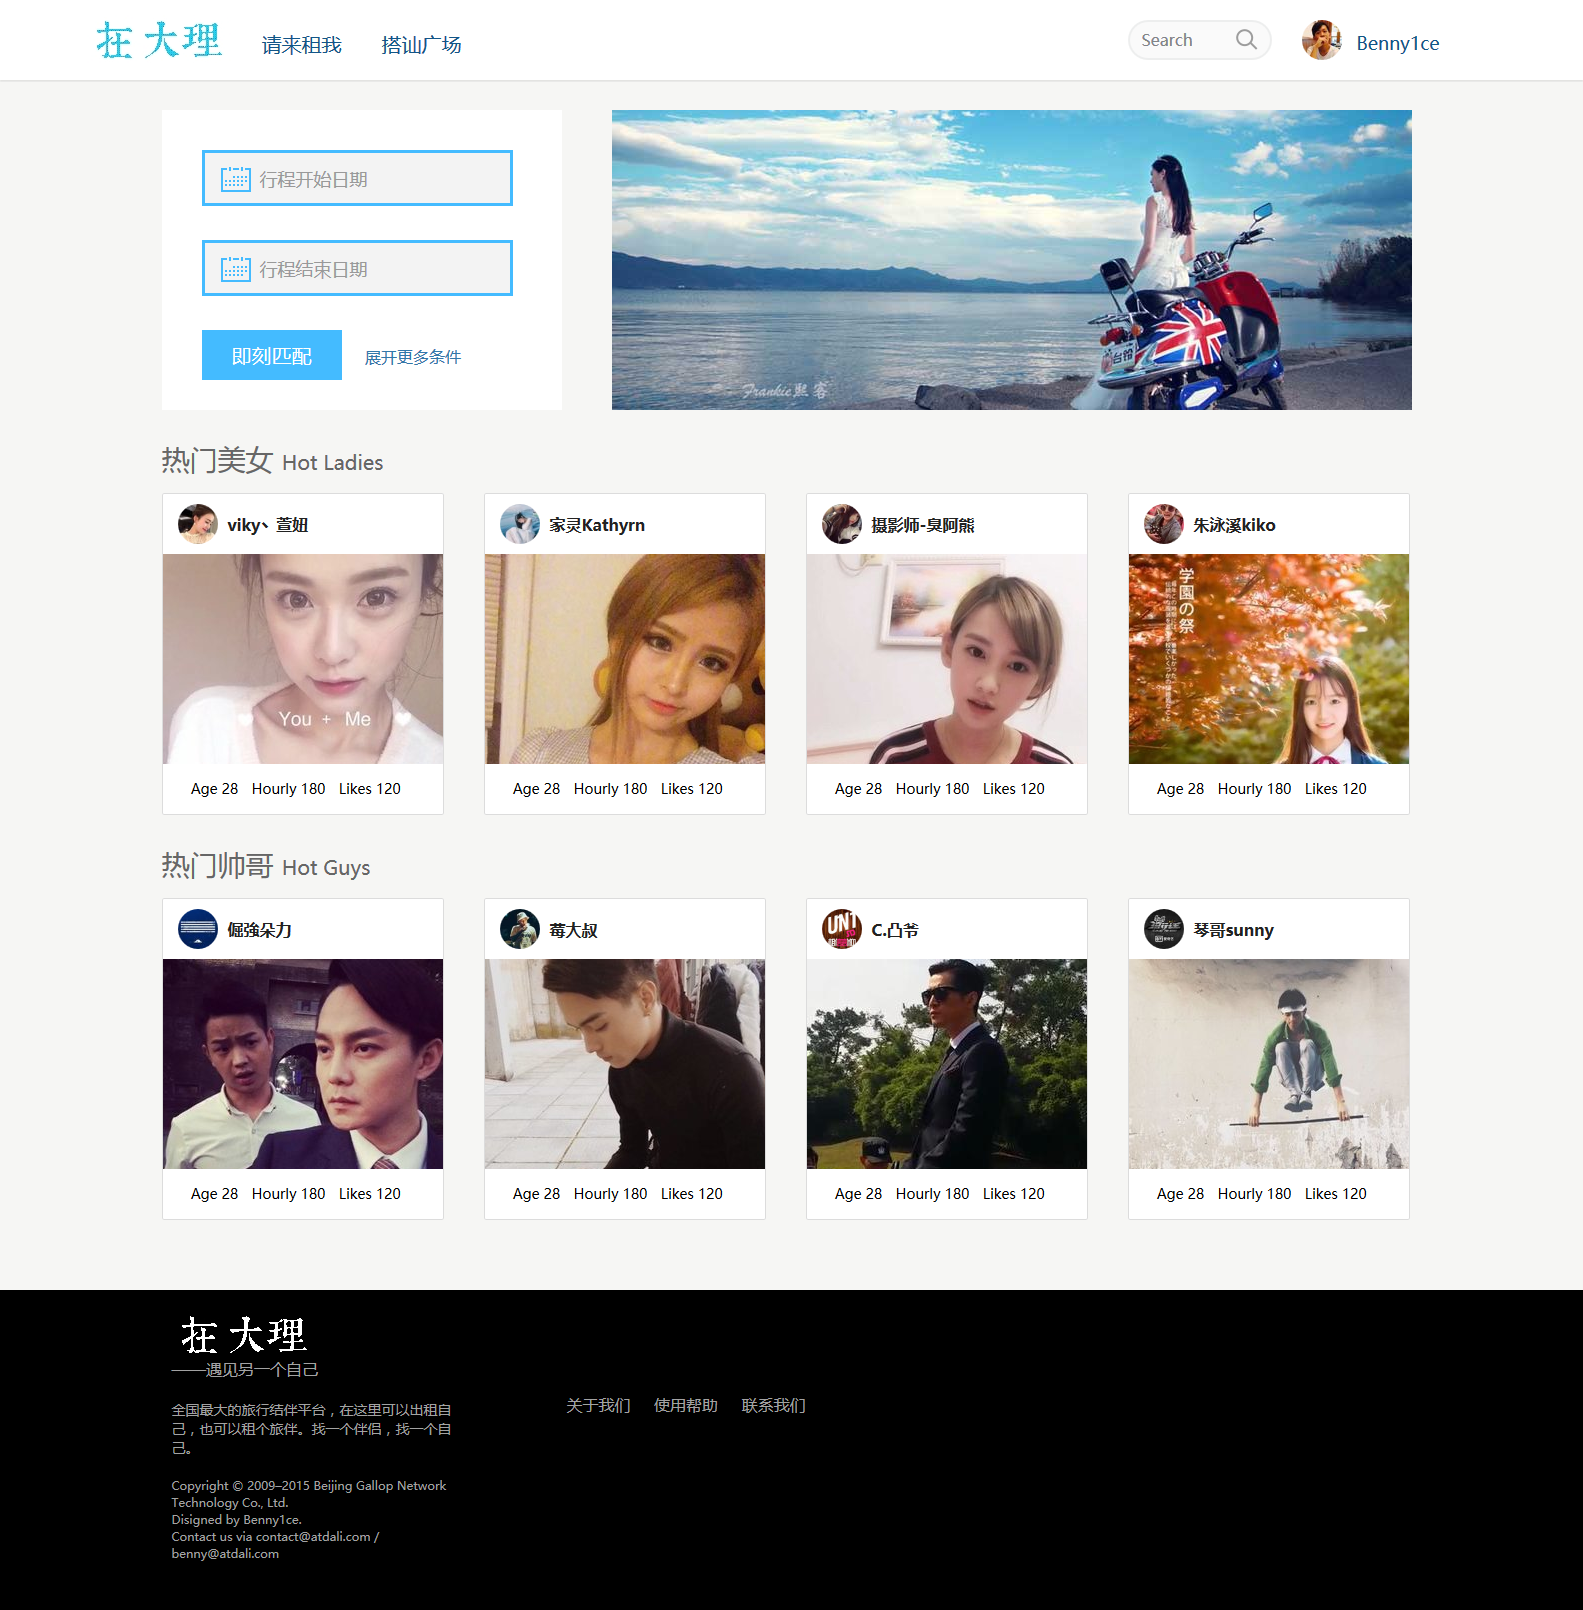 在 大理
请来租我
搭讪广场
Search
Benny1ce
行程开始日期
行程结束日期
即刻匹配
展开更多条件
台铃
Frankie熙客
热门美女 Hot Ladies
viky、萱妞
家灵Kathyrn
摄影师-臭阿熊
朱泳溪kiko
You + Me
学園の祭
Age 28 Hourly 180 Likes 120
Age 28 Hourly 180 Likes 120
Age 28 Hourly 180 Likes 120
Age 28 Hourly 180 Likes 120
热门帅哥 Hot Guys
倔強朵力
莓大叔
C.凸爷
琴哥sunny
UN1
Age 28 Hourly 180 Likes 120
Age 28 Hourly 180 Likes 120
Age 28 Hourly 180 Likes 120
Age 28 Hourly 180 Likes 120
在 大理
——遇见另一个自己
全国最大的旅行结伴平台，在这里可以出租自
己，也可以租个旅伴。找一个伴侣，找一个自
己。
关于我们
使用帮助
联系我们
Copyright © 2009–2015 Beijing Gallop Network
Technology Co., Ltd.
Disigned by Benny1ce.
Contact us via contact@atdali.com /
benny@atdali.com